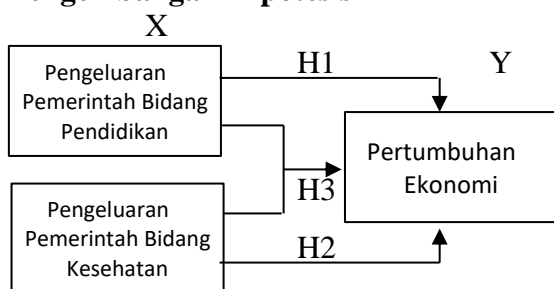 X
Pengeluaran
Pemerintah Bidang
Pendidikan
H1
Y
Pertumbuhan
Ekonomi
H3
Pengeluaran
Pemerintah Bidang
Kesehatan
H2